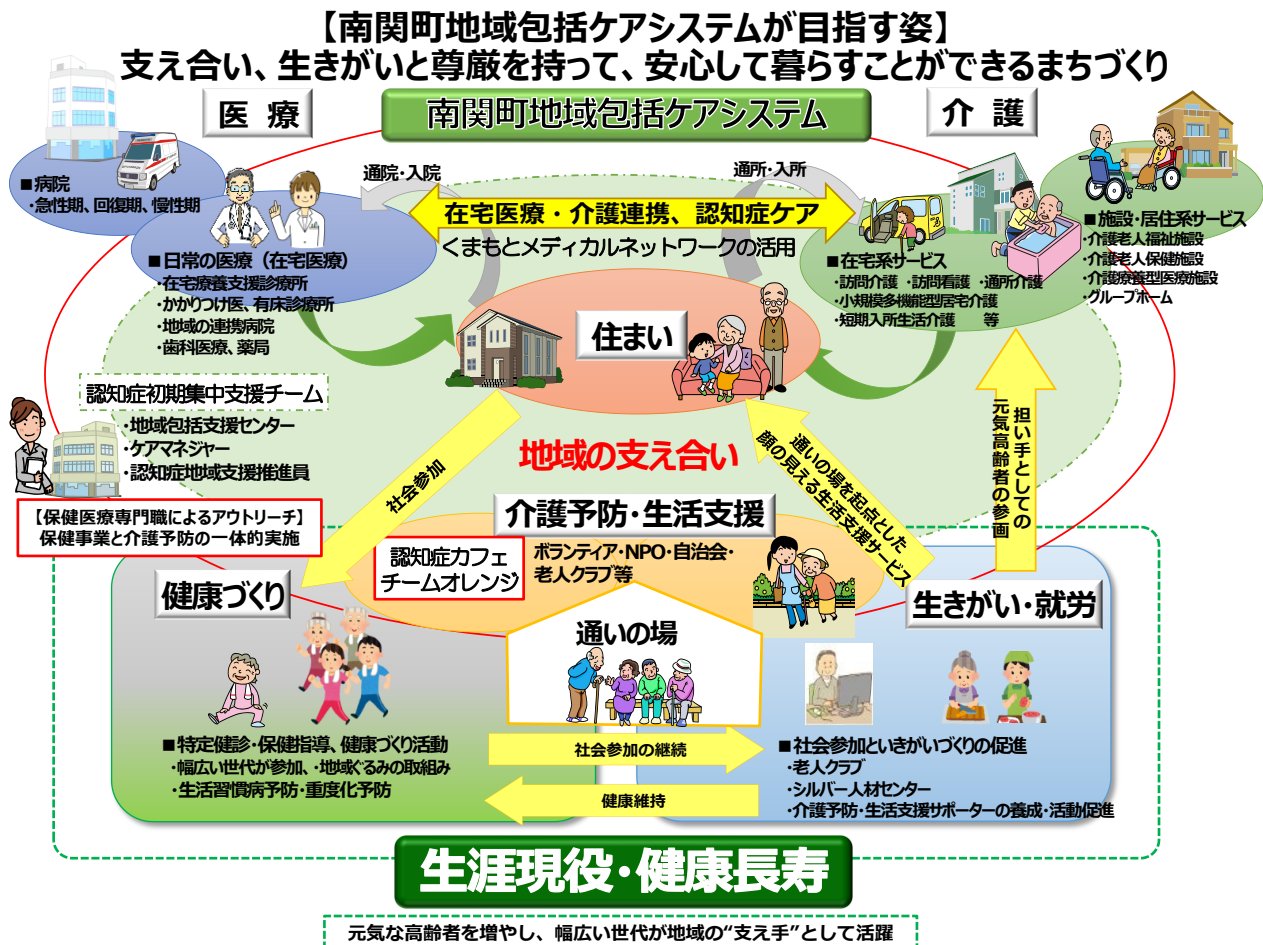 【南関町地域包括ケアシステムが目指す姿】
支え合い、生きがいと尊厳を持って、安心して暮らすことができるまちづくり
医 療
南関町地域包括ケアシステム
介 護
■病院
・急性期、回復期、慢性期
通院・入院
通所・入所
在宅医療・介護連携、認知症ケア
くまもとメディカルネットワークの活用
■日常の医療（在宅医療）
・在宅療養支援診療所
・かかりつけ医、有床診療所
・地域の連携病院
・歯科医療、薬局
■在宅系サービス
・訪問介護 ・訪問看護 ・通所介護
・小規模多機能型居宅介護
・短期入所生活介護 等
■施設・居住系サービス
・介護老人福祉施設
・介護老人保健施設
・介護療養型医療施設
・グループホーム
住まい
認知症初期集中支援チーム
・地域包括支援センター
・ケアマネジャー
・認知症地域支援推進員
【保健医療専門職によるアウトリーチ】
保健事業と介護予防の一体的実施
社会参加
地域の支え合い
通いの場を起点とした
顔の見える生活支援サービス
担い手としての
元気高齢者の参画
介護予防・生活支援
認知症カフェ
チームオレンジ
ボランティア・NPO・自治会・
老人クラブ等
健康づくり
通いの場
生きがい・就労
■特定健診・保健指導、健康づくり活動
・幅広い世代が参加、・地域ぐるみの取組み
・生活習慣病予防・重度化予防
社会参加の継続
健康維持
■社会参加といきがいづくりの促進
・老人クラブ
・シルバー人材センター
・介護予防・生活支援サポーターの養成・活動促進
生涯現役・健康長寿
元気な高齢者を増やし、幅広い世代が地域の“支え手”として活躍